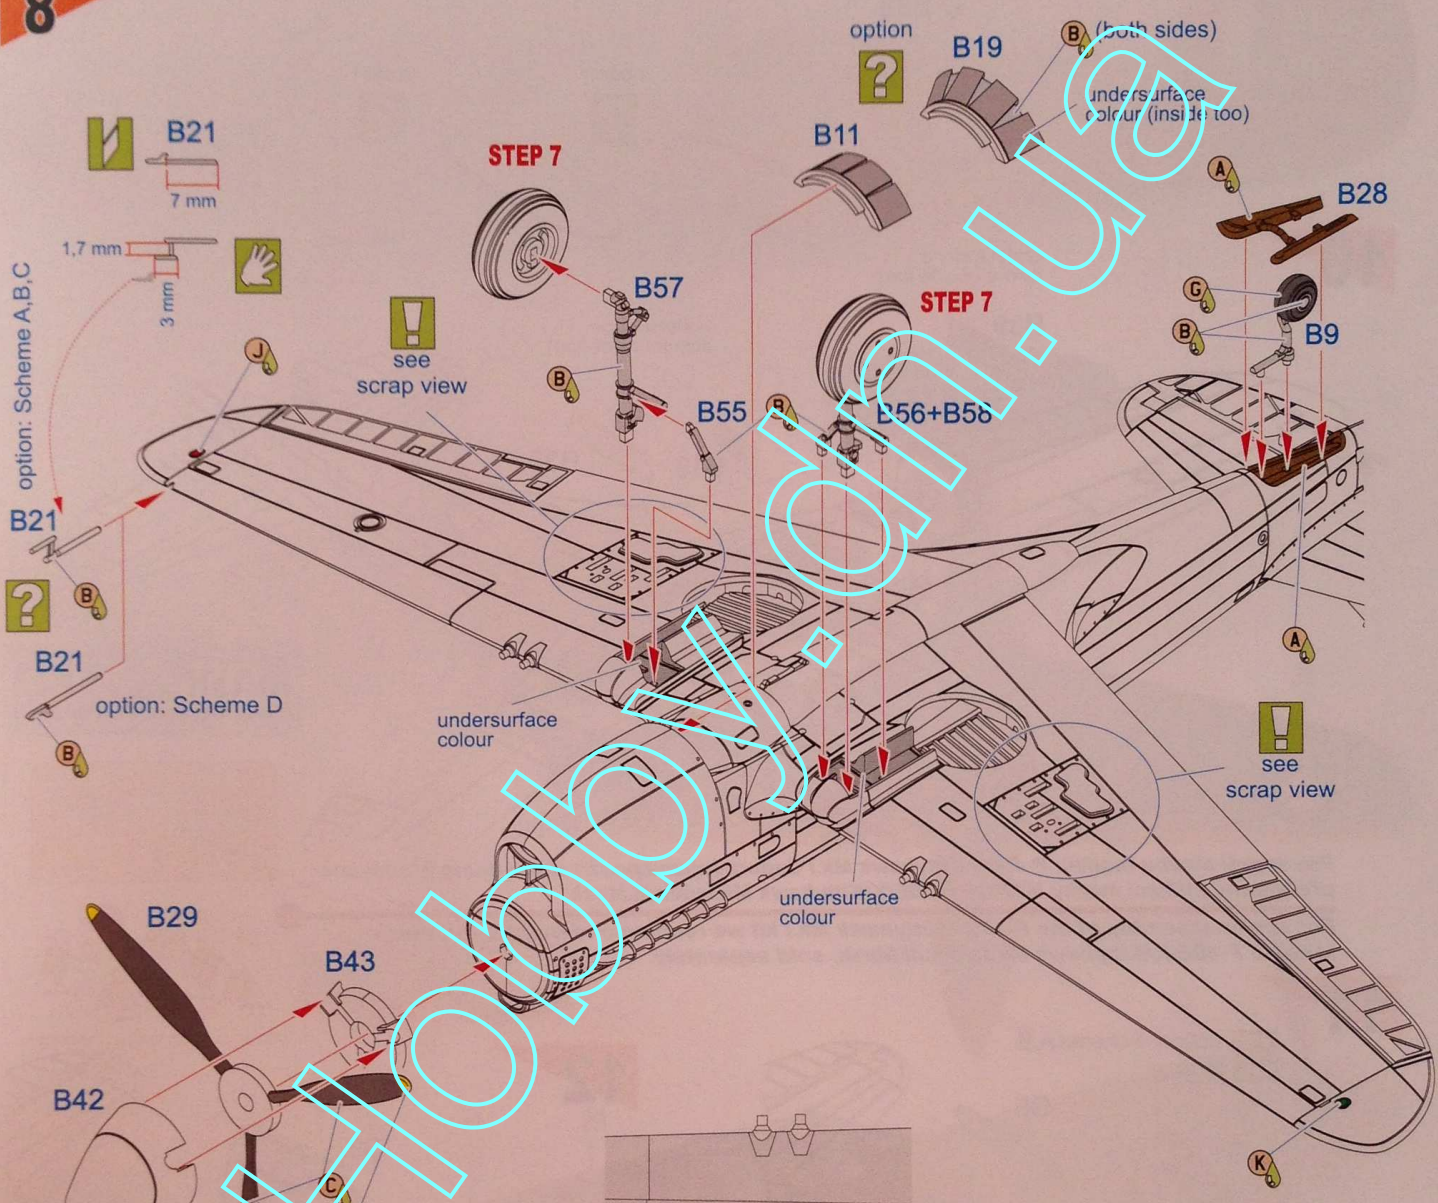 8
option
B (both sides)
B19
undersurface
colour (inside too)
B11
B21
7 mm
1,7 mm
3 mm
option: Scheme A,B,C
STEP 7
A
B28
G
B
B9
B57
STEP 7
see
scrap view
J
B
B55
B
B56+B58
B21
B
B21
option: Scheme D
B
undersurface
colour
A
see
scrap view
undersurface
colour
B29
B43
B42
C
K
Hobby.dn.ua